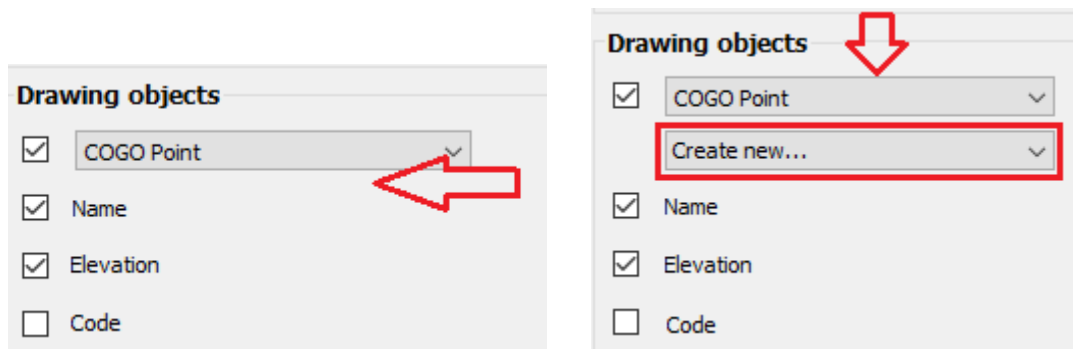 Drawing objects
COGO Point
Name
Elevation
Code
Drawing objects
COGO Point
Create new...
Name
Elevation
Code